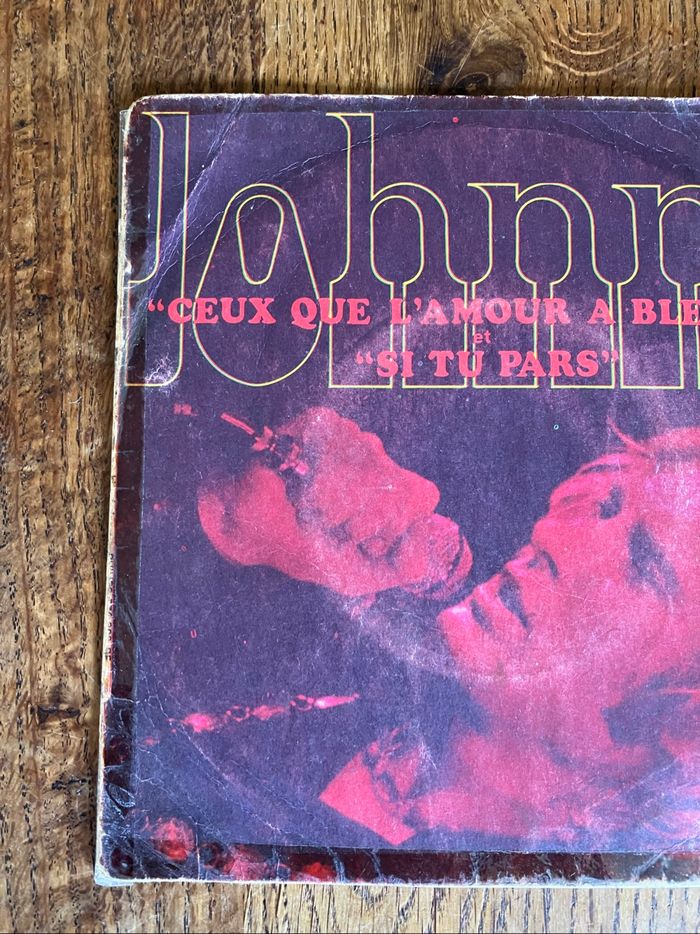 Johnn
"CEUX QUE L'AMOUR A BLE
et
"SI TU PARS"